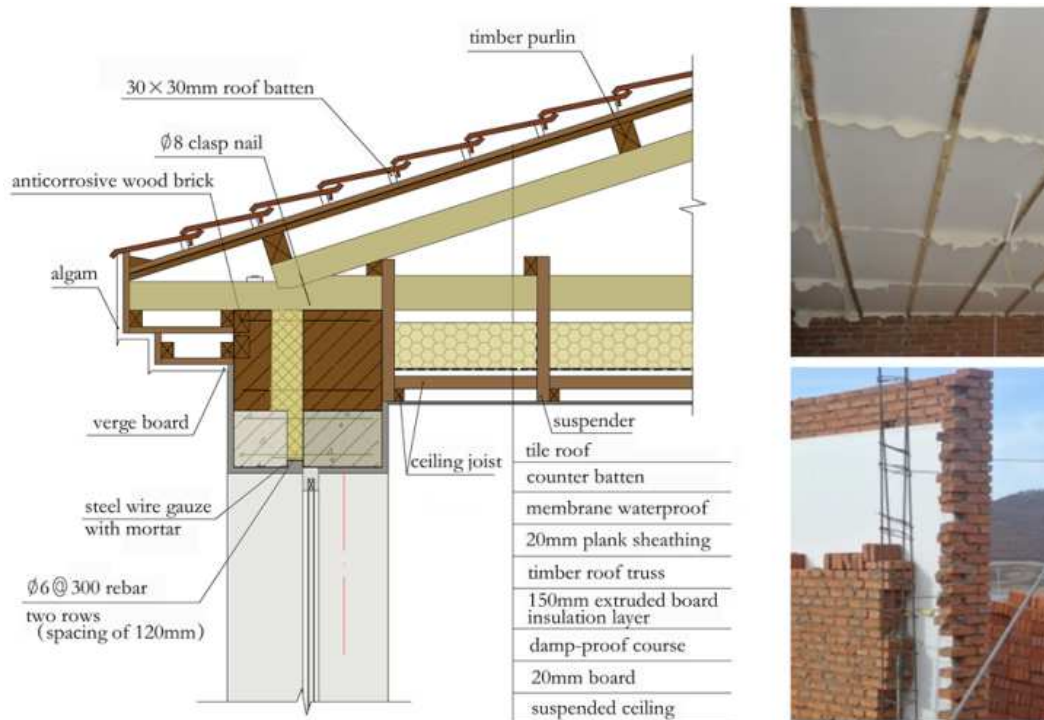 timber purlin
30×30mm roof batten
Ø8 clasp nail
anticorrosive wood brick
algam
verge board
steel wire gauze
with mortar
Ø6@300 rebar
two rows
(spacing of 120mm)
ceiling joist
suspender
tile roof
counter batten
membrane waterproof
20mm plank sheathing
timber roof truss
150mm extruded board
insulation layer
damp-proof course
20mm board
suspended ceiling